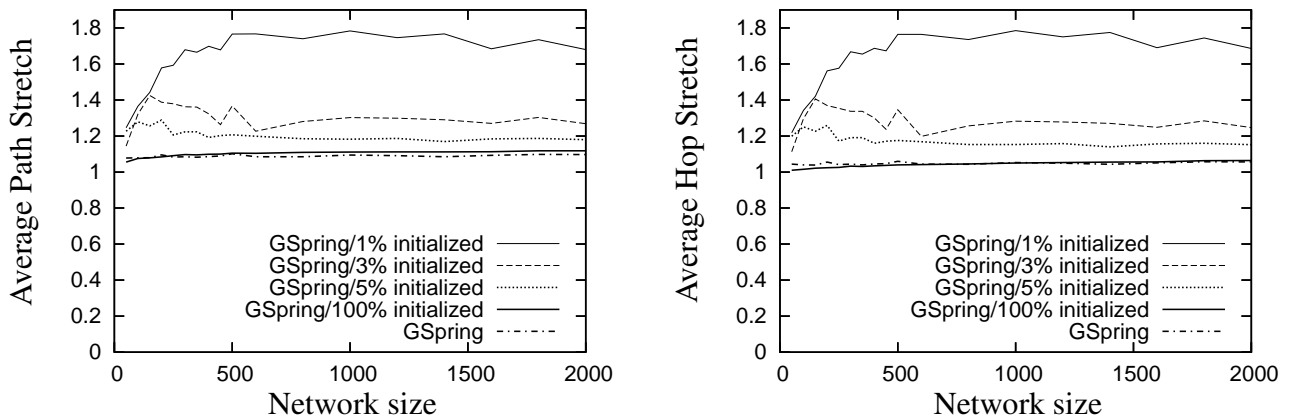 Average Path Stretch
1.8
1.6
1.4
1.2
1
0.8
0.6
0.4
0.2
0
GSpring/1% initialized
GSpring/3% initialized
GSpring/5% initialized
GSpring/100% initialized
GSpring
0 500 1000 1500 2000
Network size
Average Hop Stretch
1.8
1.6
1.4
1.2
1
0.8
0.6
0.4
0.2
0
GSpring/1% initialized
GSpring/3% initialized
GSpring/5% initialized
GSpring/100% initialized
GSpring
0 500 1000 1500 2000
Network size